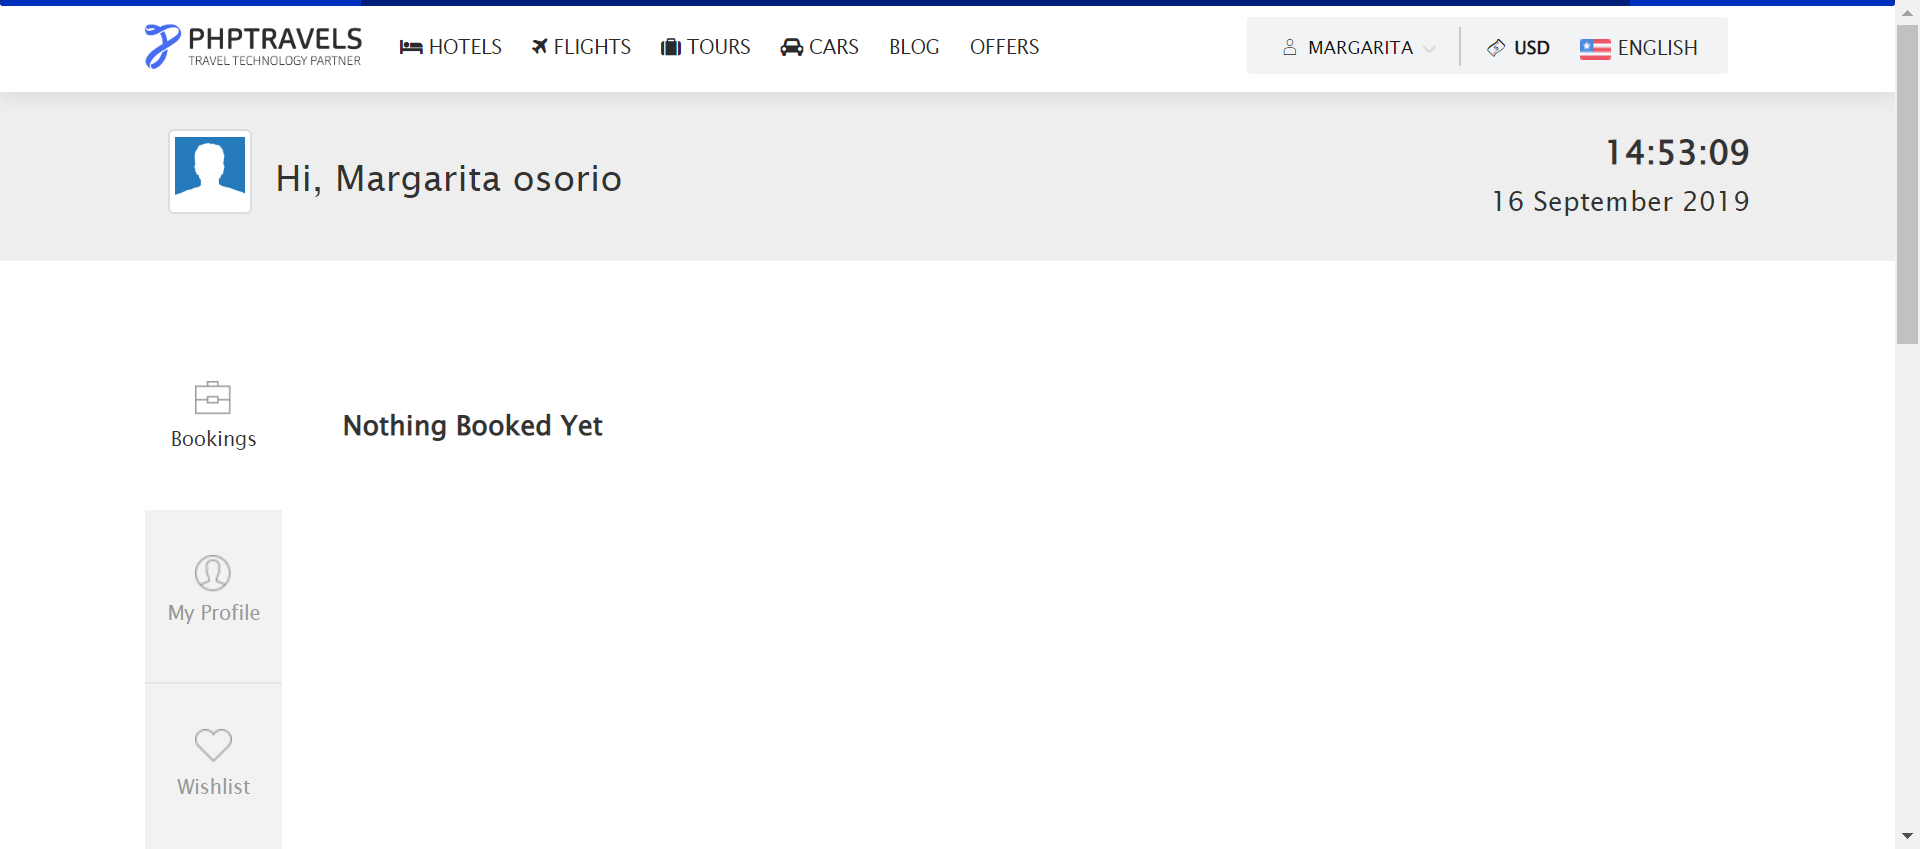 PHPTRAVELS
TRAVEL TECHNOLOGY PARTNER
HOTELS FLIGHTS TOURS CARS BLOG OFFERS
MARGARITA USD ENGLISH
Hi, Margarita osorio
14:53:09
16 September 2019
Bookings
Nothing Booked Yet
My Profile
Wishlist